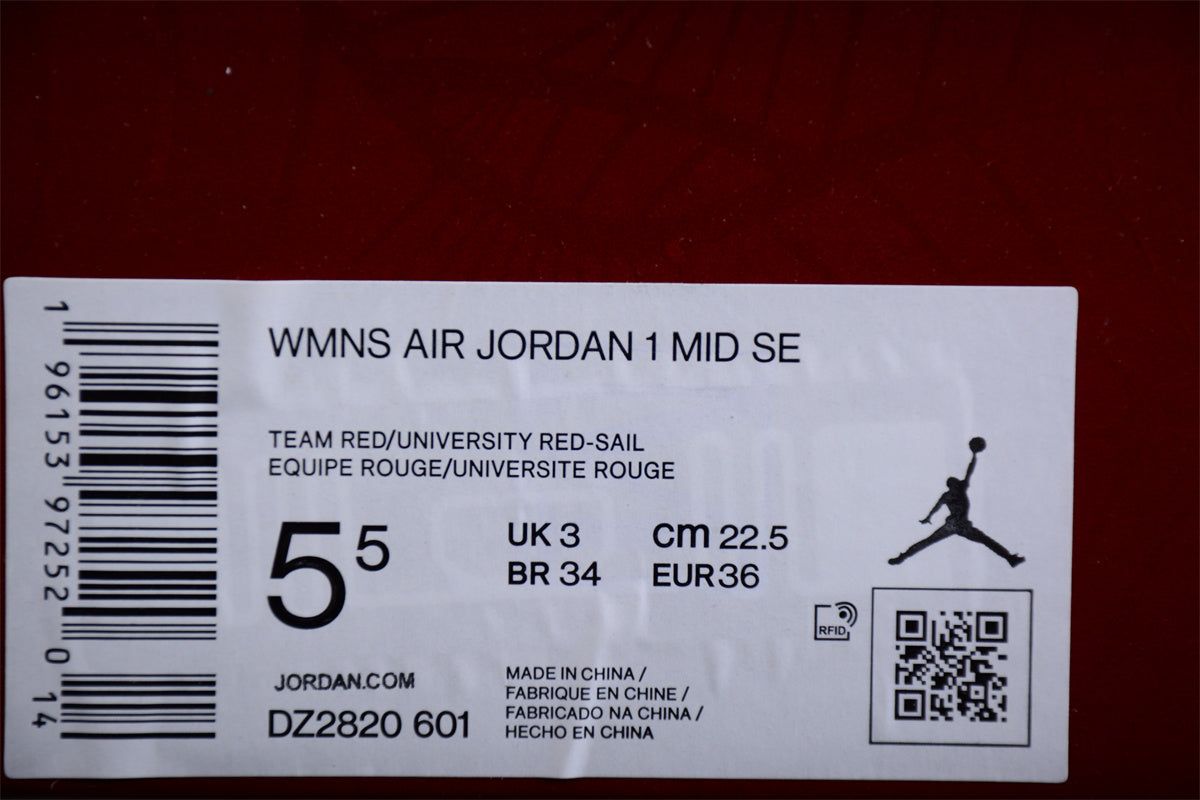 WMNS AIR JORDAN 1 MID SE
TEAM RED/UNIVERSITY RED-SAIL
EQUIPE ROUGE/UNIVERSITE ROUGE
5 5
UK 3 cm 22.5
BR 34 EUR 36
RFID
JORDAN.COM
DZ2820 601
MADE IN CHINA /
FABRIQUE EN CHINE /
FABRICADO NA CHINA /
HECHO EN CHINA
1 96153 97252 0 14